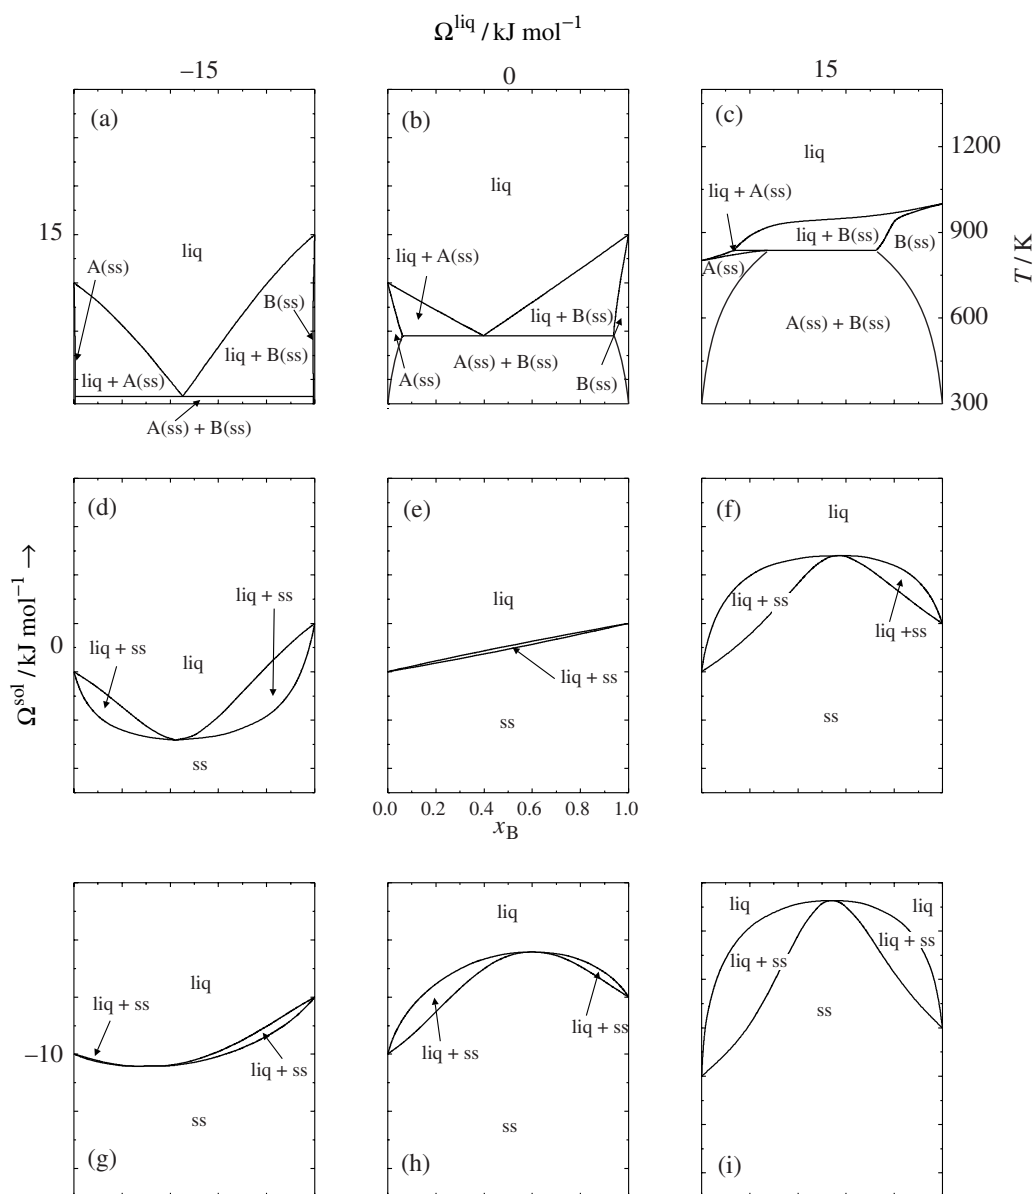 Ω^liq / kJ mol⁻¹
−15
0
15
(a)
liq
A(ss)
B(ss)
liq + A(ss)
liq + B(ss)
A(ss) + B(ss)
15
(b)
liq
liq + A(ss)
liq + B(ss)
A(ss) + B(ss)
A(ss)
B(ss)
(c)
liq
liq + A(ss)
liq + B(ss)
B(ss)
A(ss)
A(ss) + B(ss)
1200
900
600
300
T / K
Ω^sol / kJ mol⁻¹ →
0
(d)
liq + ss
liq + ss
liq
ss
(e)
liq
liq + ss
ss
0.0 0.2 0.4 0.6 0.8 1.0
x_B
(f)
liq
liq + ss
liq +ss
ss
−10
liq
liq + ss
liq + ss
ss
(g)
liq
liq + ss
liq + ss
ss
(h)
liq
liq
liq + ss
liq + ss
ss
(i)